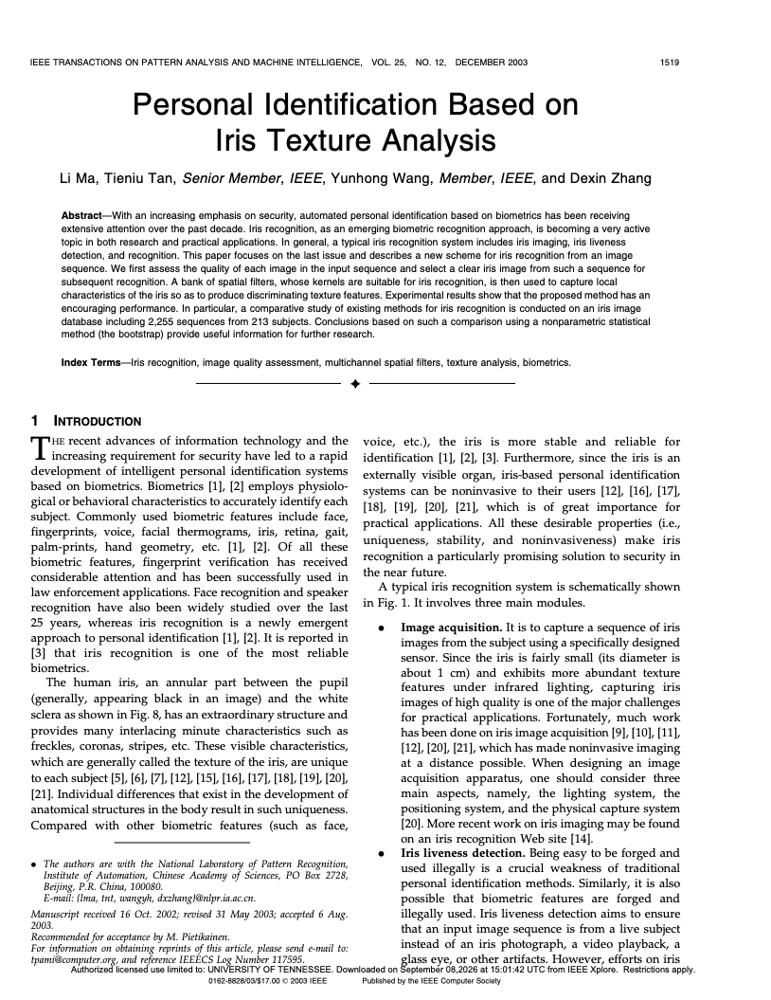 IEEE TRANSACTIONS ON PATTERN ANALYSIS AND MACHINE INTELLIGENCE, VOL. 25, NO. 12, DECEMBER 2003 1519
Personal Identification Based on
Iris Texture Analysis
Li Ma, Tieniu Tan, Senior Member, IEEE, Yunhong Wang, Member, IEEE, and Dexin Zhang
Abstract—With an increasing emphasis on security, automated personal identification based on biometrics has been receiving
extensive attention over the past decade. Iris recognition, as an emerging biometric recognition approach, is becoming a very active
topic in both research and practical applications. In general, a typical iris recognition system includes iris imaging, iris liveness
detection, and recognition. This paper focuses on the last issue and describes a new scheme for iris recognition from an image
sequence. We first assess the quality of each image in the input sequence and select a clear iris image from such a sequence for
subsequent recognition. A bank of spatial filters, whose kernels are suitable for iris recognition, is then used to capture local
characteristics of the iris so as to produce discriminating texture features. Experimental results show that the proposed method has an
encouraging performance. In particular, a comparative study of existing methods for iris recognition is conducted on an iris image
database including 2,255 sequences from 213 subjects. Conclusions based on such a comparison using a nonparametric statistical
method (the bootstrap) provide useful information for further research.
Index Terms—Iris recognition, image quality assessment, multichannel spatial filters, texture analysis, biometrics.
1 INTRODUCTION
THE recent advances of information technology and the
increasing requirement for security have led to a rapid
development of intelligent personal identification systems
based on biometrics. Biometrics [1], [2] employs physiolo-
gical or behavioral characteristics to accurately identify each
subject. Commonly used biometric features include face,
fingerprints, voice, facial thermograms, iris, retina, gait,
palm-prints, hand geometry, etc. [1], [2]. Of all these
biometric features, fingerprint verification has received
considerable attention and has been successfully used in
law enforcement applications. Face recognition and speaker
recognition have also been widely studied over the last
25 years, whereas iris recognition is a newly emergent
approach to personal identification [1], [2]. It is reported in
[3] that iris recognition is one of the most reliable
biometrics.
The human iris, an annular part between the pupil
(generally, appearing black in an image) and the white
sclera as shown in Fig. 8, has an extraordinary structure and
provides many interlacing minute characteristics such as
freckles, coronas, stripes, etc. These visible characteristics,
which are generally called the texture of the iris, are unique
to each subject [5], [6], [7], [12], [15], [16], [17], [18], [19], [20],
[21]. Individual differences that exist in the development of
anatomical structures in the body result in such uniqueness.
Compared with other biometric features (such as face,
• The authors are with the National Laboratory of Pattern Recognition,
Institute of Automation, Chinese Academy of Sciences, PO Box 2728,
Beijing, P.R. China, 100080.
E-mail: {lma, tnt, wangyh, dxzhang}@nlpr.ia.ac.cn.
Manuscript received 16 Oct. 2002; revised 31 May 2003; accepted 6 Aug.
2003.
Recommended for acceptance by M. Pietikainen.
For information on obtaining reprints of this article, please send e-mail to:
tpami@computer.org, and reference IEEECS Log Number 117595.
voice, etc.), the iris is more stable and reliable for
identification [1], [2], [3]. Furthermore, since the iris is an
externally visible organ, iris-based personal identification
systems can be noninvasive to their users [12], [16], [17],
[18], [19], [20], [21], which is of great importance for
practical applications. All these desirable properties (i.e.,
uniqueness, stability, and noninvasiveness) make iris
recognition a particularly promising solution to security in
the near future.
A typical iris recognition system is schematically shown
in Fig. 1. It involves three main modules.
• Image acquisition. It is to capture a sequence of iris
images from the subject using a specifically designed
sensor. Since the iris is fairly small (its diameter is
about 1 cm) and exhibits more abundant texture
features under infrared lighting, capturing iris
images of high quality is one of the major challenges
for practical applications. Fortunately, much work
has been done on iris image acquisition [9], [10], [11],
[12], [20], [21], which has made noninvasive imaging
at a distance possible. When designing an image
acquisition apparatus, one should consider three
main aspects, namely, the lighting system, the
positioning system, and the physical capture system
[20]. More recent work on iris imaging may be found
on an iris recognition Web site [14].
• Iris liveness detection. Being easy to be forged and
used illegally is a crucial weakness of traditional
personal identification methods. Similarly, it is also
possible that biometric features are forged and
illegally used. Iris liveness detection aims to ensure
that an input image sequence is from a live subject
instead of an iris photograph, a video playback, a
glass eye, or other artifacts. However, efforts on iris
Authorized licensed use limited to: UNIVERSITY OF TENNESSEE. Downloaded on September 08,2026 at 15:01:42 UTC from IEEE Xplore. Restrictions apply.
0162-8828/03/$17.00 © 2003 IEEE Published by the IEEE Computer Society